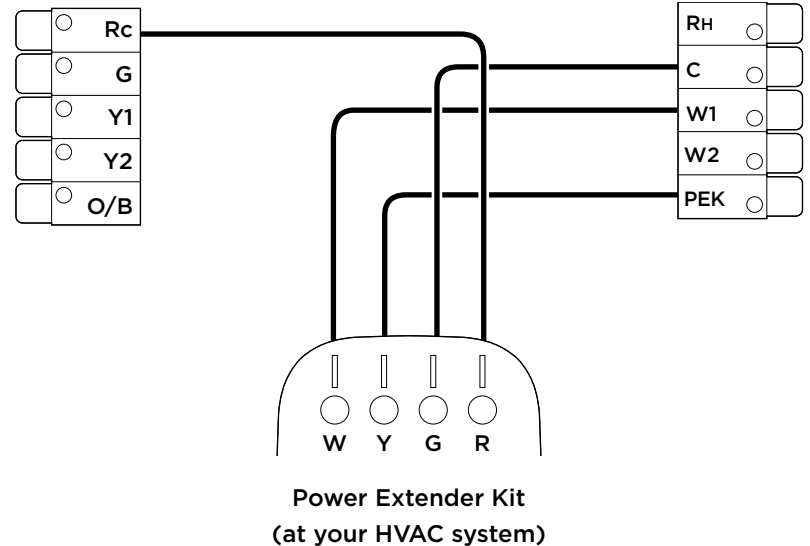 Rc
G
Y1
Y2
O/B
RH
C
W1
W2
PEK
W Y G R
Power Extender Kit
(at your HVAC system)